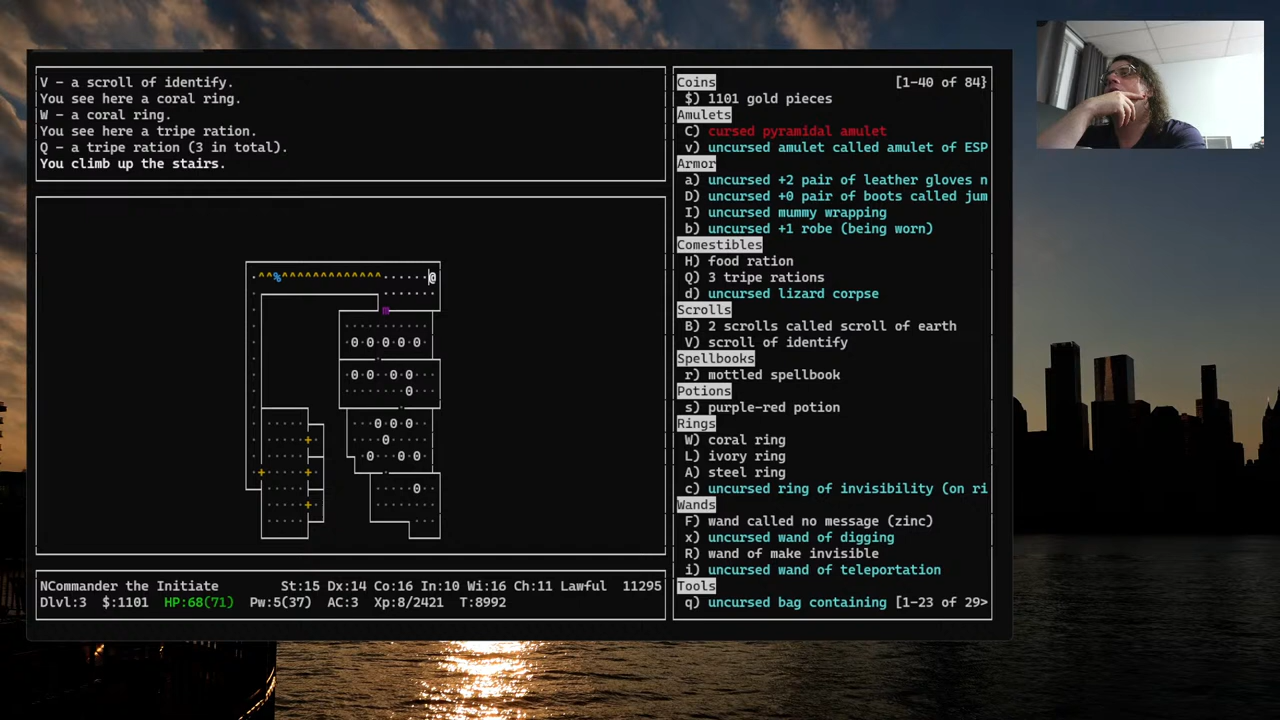 V - a scroll of identify.
You see here a coral ring.
W - a coral ring.
You see here a tripe ration.
Q - a tripe ration (3 in total).
You climb up the stairs.
.^^%^^^^^^^^^^^^^......@
NCommander the Initiate St:15 Dx:14 Co:16 In:10 Wi:16 Ch:11 Lawful 11295
Dlvl:3 $:1101 HP:68(71) Pw:5(37) AC:3 Xp:8/2421 T:8992
Coins [1-40 of 84}
$) 1101 gold pieces
Amulets
C) cursed pyramidal amulet
v) uncursed amulet called amulet of ESP
Armor
a) uncursed +2 pair of leather gloves n
D) uncursed +0 pair of boots called jum
I) uncursed mummy wrapping
b) uncursed +1 robe (being worn)
Comestibles
H) food ration
Q) 3 tripe rations
d) uncursed lizard corpse
Scrolls
B) 2 scrolls called scroll of earth
V) scroll of identify
Spellbooks
r) mottled spellbook
Potions
s) purple-red potion
Rings
W) coral ring
L) ivory ring
A) steel ring
c) uncursed ring of invisibility (on ri
Wands
F) wand called no message (zinc)
x) uncursed wand of digging
R) wand of make invisible
i) uncursed wand of teleportation
Tools
q) uncursed bag containing [1-23 of 29>